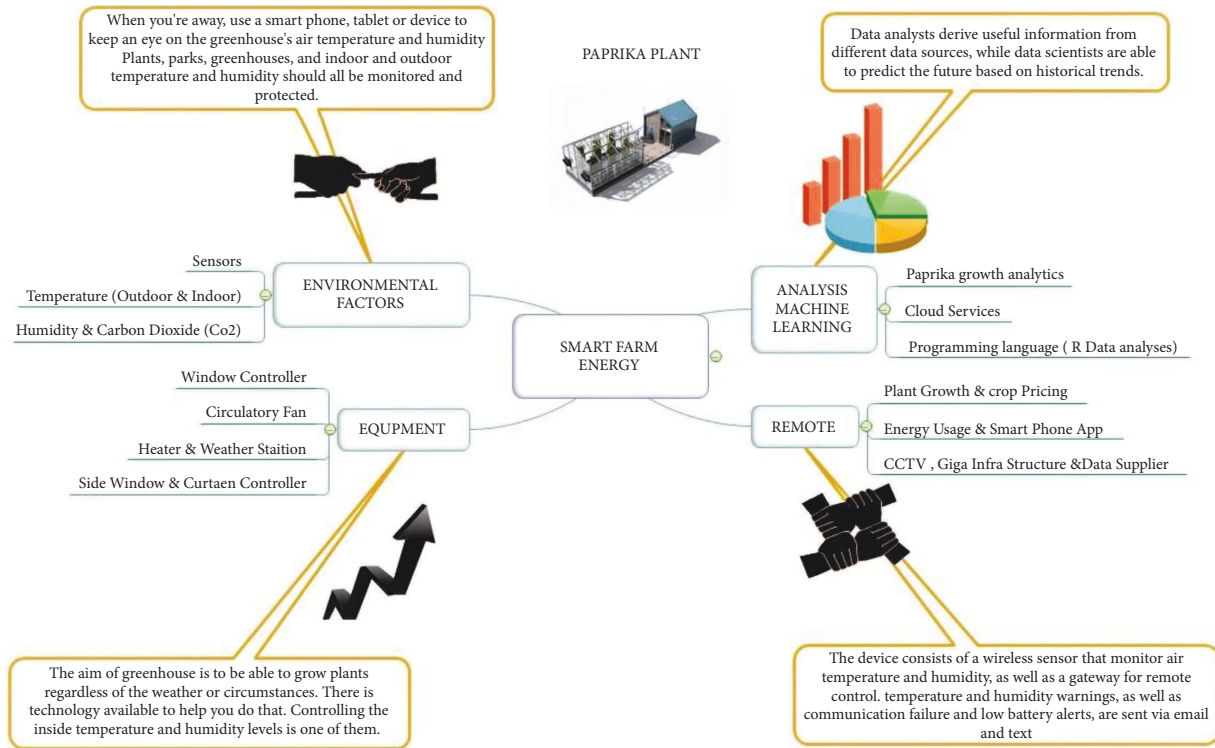 When you're away, use a smart phone, tablet or device to
keep an eye on the greenhouse's air temperature and humidity
Plants, parks, greenhouses, and indoor and outdoor
temperature and humidity should all be monitored and
protected.
PAPRIKA PLANT
Data analysts derive useful information from
different data sources, while data scientists are able
to predict the future based on historical trends.
Sensors
Temperature (Outdoor & Indoor)
Humidity & Carbon Dioxide (Co2)
ENVIRONMENTAL
FACTORS
SMART FARM
ENERGY
ANALYSIS
MACHINE
LEARNING
Paprika growth analytics
Cloud Services
Programming language ( R Data analyses)
Window Controller
Circulatory Fan
Heater & Weather Staition
Side Window & Curtaen Controller
EQUPMENT
REMOTE
Plant Growth & crop Pricing
Energy Usage & Smart Phone App
CCTV , Giga Infra Structure &Data Supplier
The aim of greenhouse is to be able to grow plants
regardless of the weather or circumstances. There is
technology available to help you do that. Controlling the
inside temperature and humidity levels is one of them.
The device consists of a wireless sensor that monitor air
temperature and humidity, as well as a gateway for remote
control. temperature and humidity warnings, as well as
communication failure and low battery alerts, are sent via email
and text